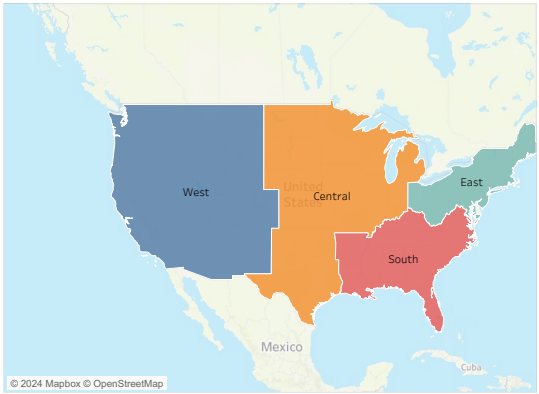 West
United
States
Central
East
South
Mexico
Cuba
© 2024 Mapbox © OpenStreetMap